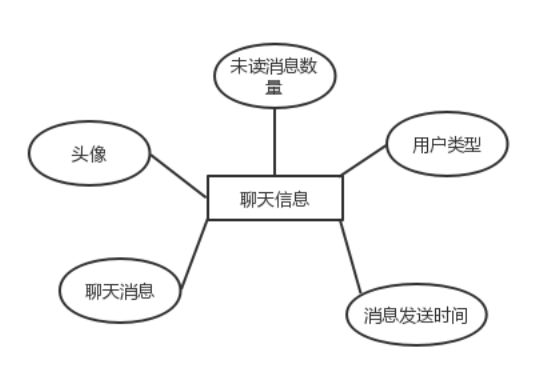 未读消息数
量
头像
用户类型
聊天信息
聊天消息
消息发送时间